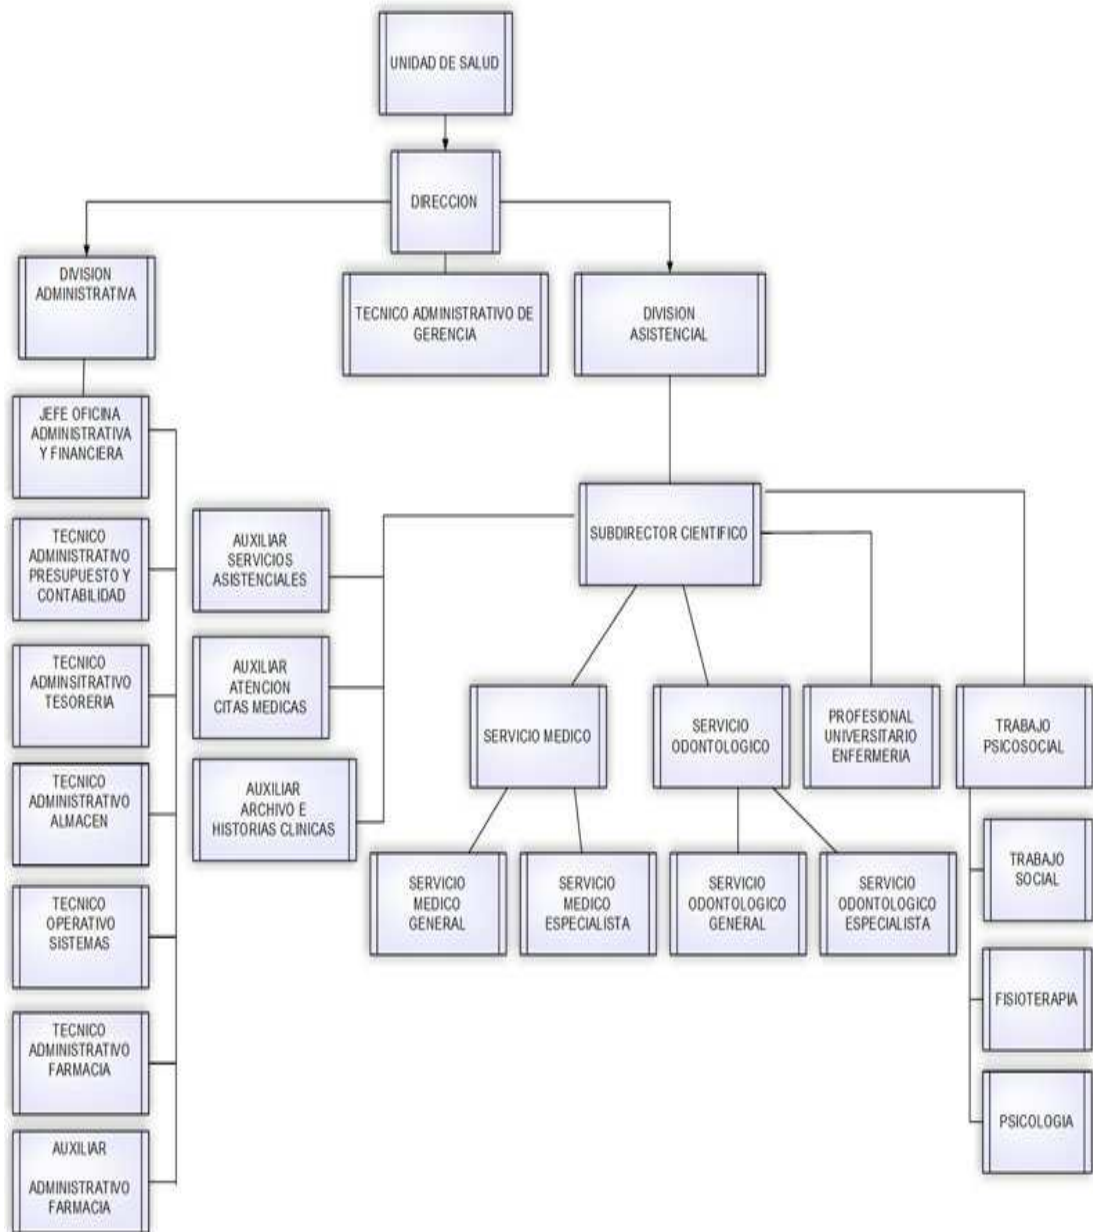 UNIDAD DE SALUD
DIRECCION
DIVISION
ADMINISTRATIVA
TECNICO ADMINISTRATIVO DE
GERENCIA
DIVISION
ASISTENCIAL
JEFE OFICINA
ADMINISTRATIVA
Y FINANCIERA
TECNICO
ADMINISTRATIVO
PRESUPUESTO Y
CONTABILIDAD
TECNICO
ADMINSITRATIVO
TESORERIA
TECNICO
ADMINISTRATIVO
ALMACEN
TECNICO
OPERATIVO
SISTEMAS
TECNICO
ADMINISTRATIVO
FARMACIA
AUXILIAR
ADMINISTRATIVO
FARMACIA
AUXILIAR
SERVICIOS
ASISTENCIALES
AUXILIAR
ATENCION
CITAS MEDICAS
AUXILIAR
ARCHIVO E
HISTORIAS CLINICAS
SUBDIRECTOR CIENTIFICO
SERVICIO MEDICO
SERVICIO
ODONTOLOGICO
PROFESIONAL
UNIVERSITARIO
ENFERMERIA
TRABAJO
PSICOSOCIAL
SERVICIO
MEDICO
GENERAL
SERVICIO
MEDICO
ESPECIALISTA
SERVICIO
ODONTOLOGICO
GENERAL
SERVICIO
ODONTOLOGICO
ESPECIALISTA
TRABAJO
SOCIAL
FISIOTERAPIA
PSICOLOGIA